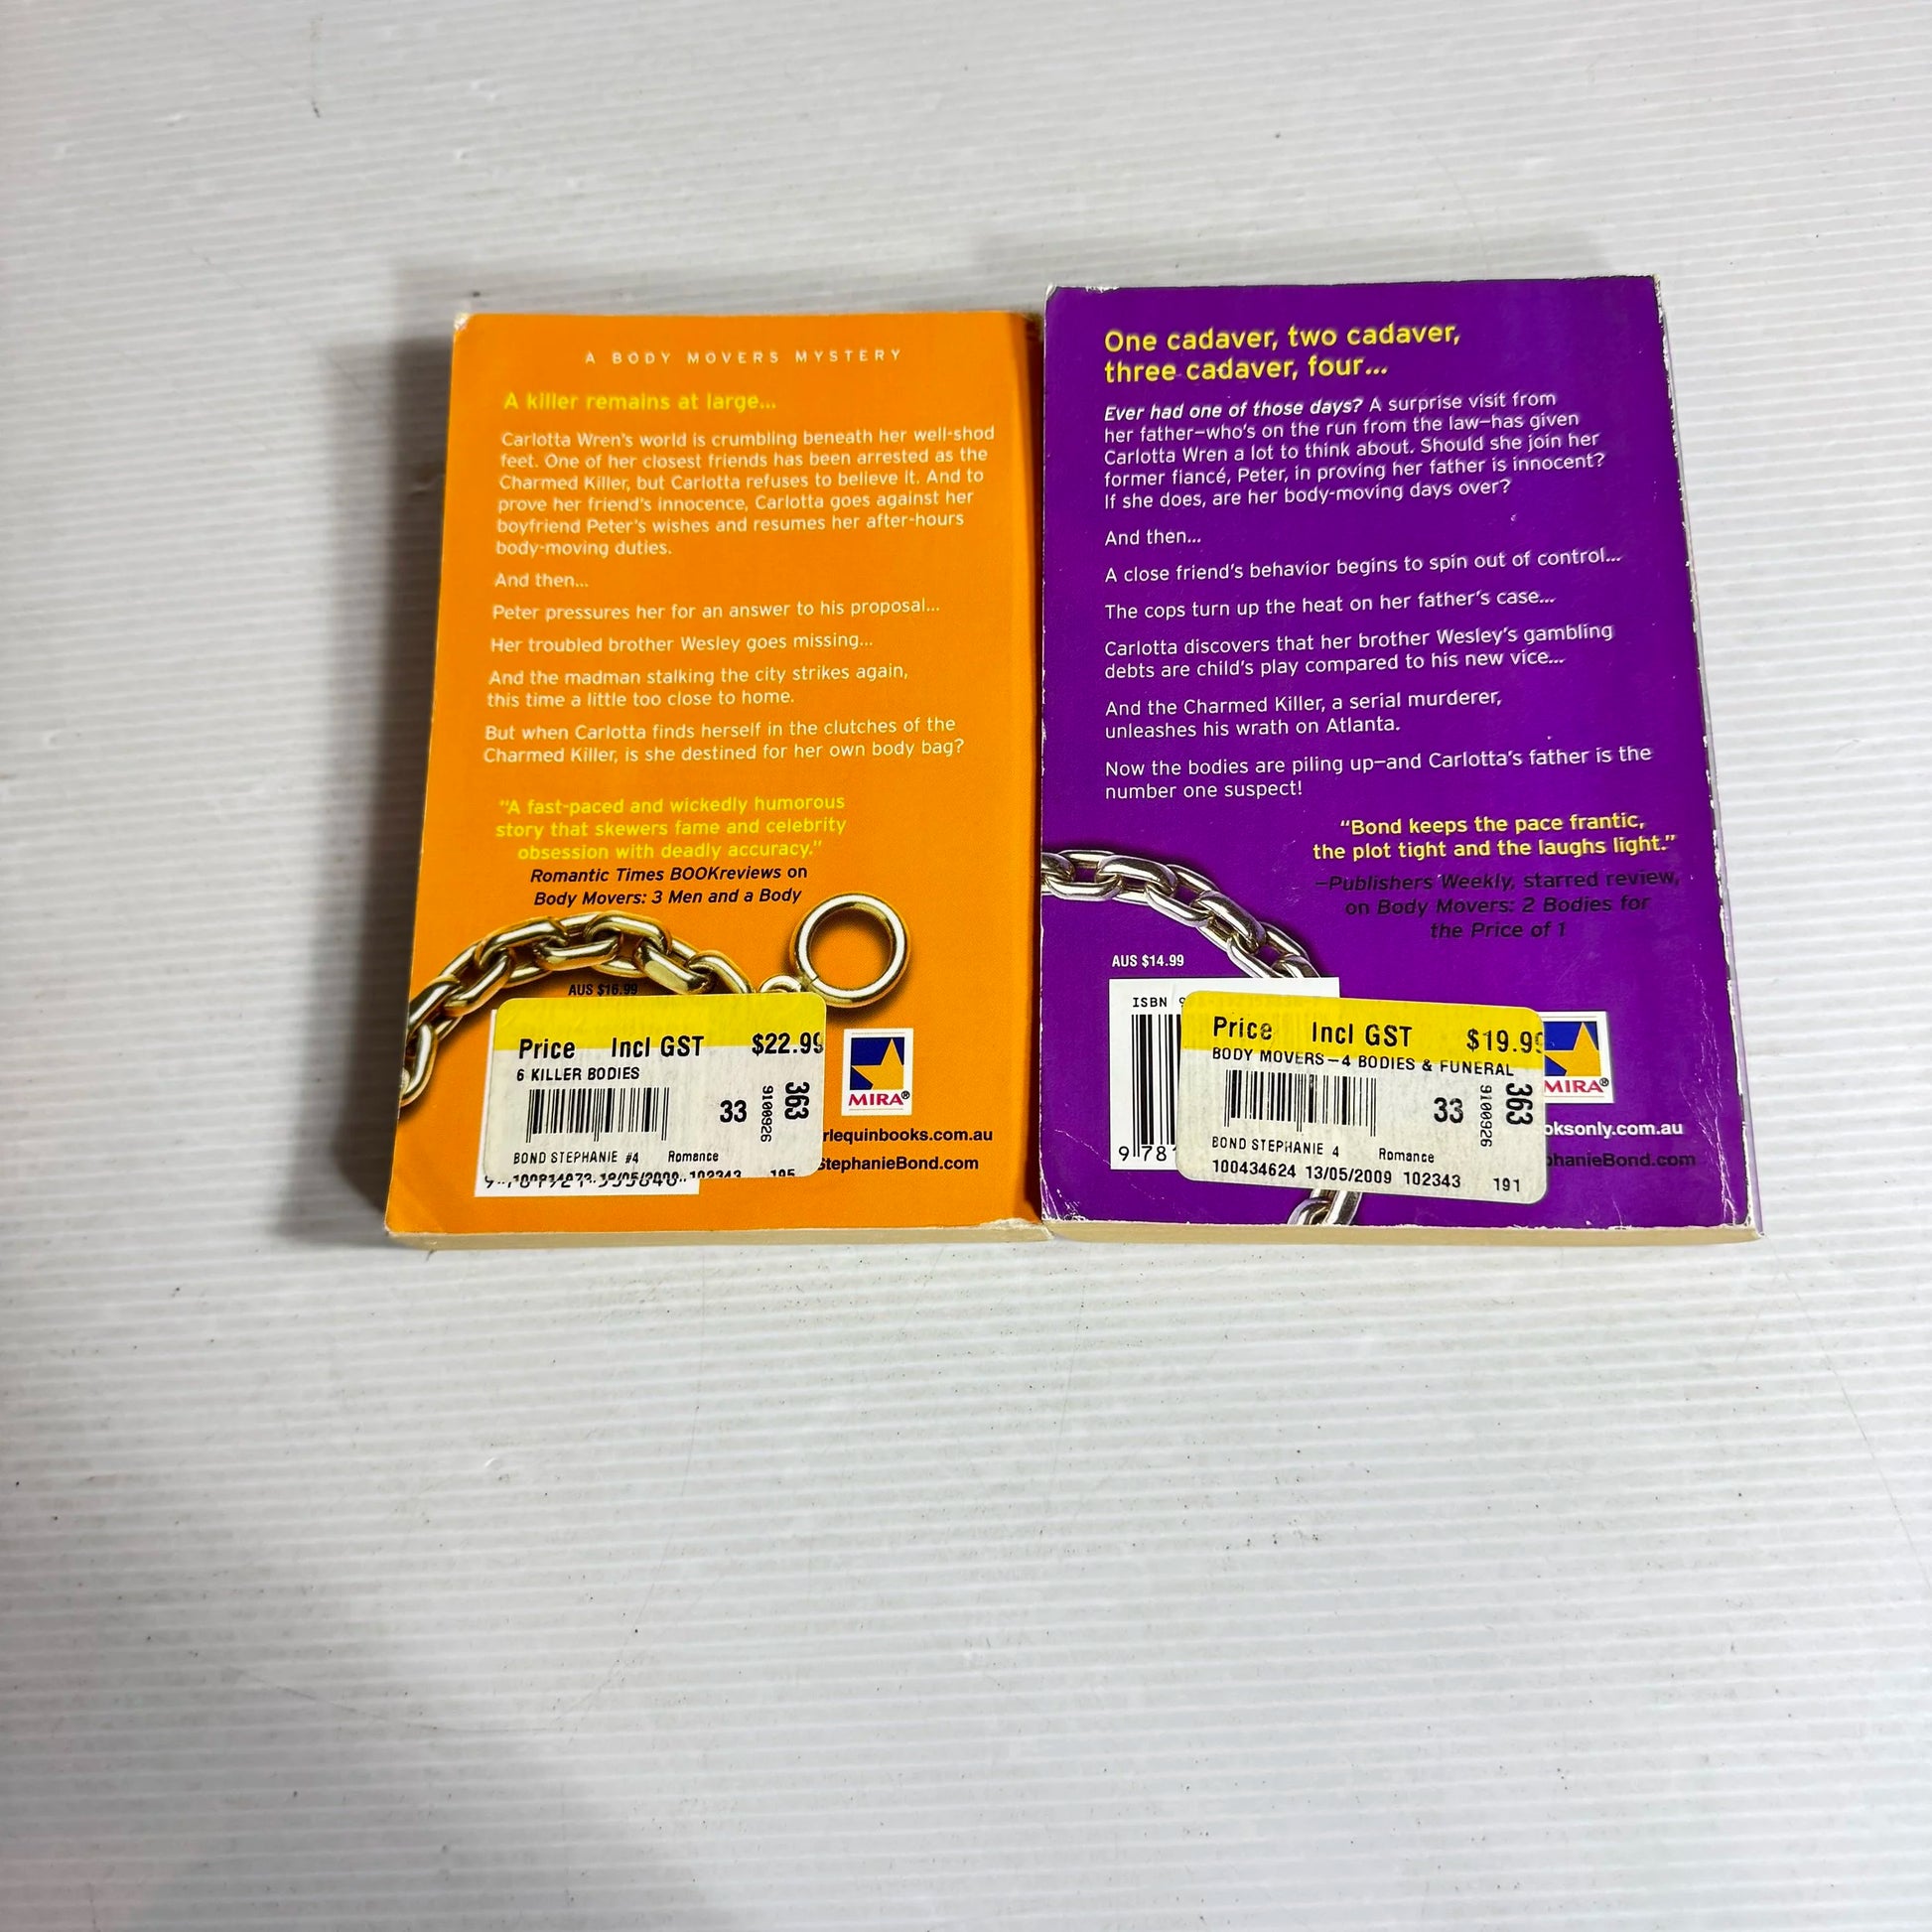 A BODY MOVERS MYSTERY
A killer remains at large...
Carlotta Wren's world is crumbling beneath her well-shod
feet. One of her closest friends has been arrested as the
Charmed Killer, but Carlotta refuses to believe it. And to
prove her friend's innocence, Carlotta goes against her
boyfriend Peter's wishes and resumes her after-hours
body-moving duties.
And then...
Peter pressures her for an answer to his proposal...
Her troubled brother Wesley goes missing...
And the madman stalking the city strikes again,
this time a little too close to home.
But when Carlotta finds herself in the clutches of the
Charmed Killer, is she destined for her own body bag?
"A fast-paced and wickedly humorous
story that skewers fame and celebrity
obsession with deadly accuracy."
Romantic Times BOOKreviews on
Body Movers: 3 Men and a Body
AUS $16.99
Price Incl GST $22.99
6 KILLER BODIES
33
9100926
363
BOND STEPHANIE #4 Romance
195
MIRA®
rlequinbooks.com.au
StephanieBond.com
One cadaver, two cadaver,
three cadaver, four...
Ever had one of those days? A surprise visit from
her father—who's on the run from the law—has given
Carlotta Wren a lot to think about. Should she join her
former fiancé, Peter, in proving her father is innocent?
If she does, are her body-moving days over?
And then...
A close friend's behavior begins to spin out of control...
The cops turn up the heat on her father's case...
Carlotta discovers that her brother Wesley's gambling
debts are child's play compared to his new vice...
And the Charmed Killer, a serial murderer,
unleashes his wrath on Atlanta.
Now the bodies are piling up—and Carlotta's father is the
number one suspect!
"Bond keeps the pace frantic,
the plot tight and the laughs light."
—Publishers Weekly, starred review,
on Body Movers: 2 Bodies for
the Price of 1
AUS $14.99
ISBN 9
9 781
Price Incl GST $19.99
BODY MOVERS-4 BODIES & FUNERAL
33
9100926
363
BOND STEPHANIE 4 Romance
100434624 13/05/2009 102343 191
MIRA®
oksonly.com.au
phanieBond.com